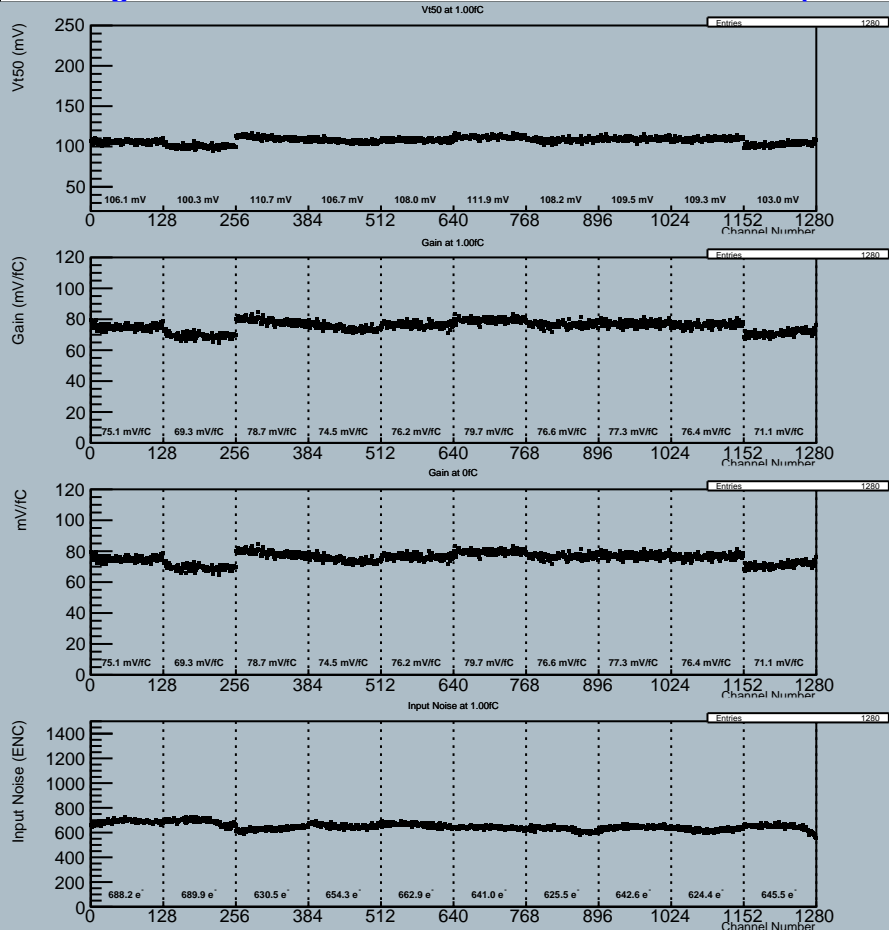 Vt50 at 1.00fC
Entries 1280
Vt50 (mV)
250
200
150
100
50
106.1 mV 100.3 mV 110.7 mV 106.7 mV 108.0 mV 111.9 mV 108.2 mV 109.5 mV 109.3 mV 103.0 mV
0 128 256 384 512 640 768 896 1024 1152 1280
Channel Number
Gain at 1.00fC
Entries 1280
Gain (mV/fC)
120
100
80
60
40
20
0
75.1 mV/fC 69.3 mV/fC 78.7 mV/fC 74.5 mV/fC 76.2 mV/fC 79.7 mV/fC 76.6 mV/fC 77.3 mV/fC 76.4 mV/fC 71.1 mV/fC
0 128 256 384 512 640 768 896 1024 1152 1280
Channel Number
Gain at 0fC
Entries 1280
mV/fC
120
100
80
60
40
20
0
75.1 mV/fC 69.3 mV/fC 78.7 mV/fC 74.5 mV/fC 76.2 mV/fC 79.7 mV/fC 76.6 mV/fC 77.3 mV/fC 76.4 mV/fC 71.1 mV/fC
0 128 256 384 512 640 768 896 1024 1152 1280
Channel Number
Input Noise at 1.00fC
Entries 1280
Input Noise (ENC)
1400
1200
1000
800
600
400
200
0
688.2 e⁻ 689.9 e⁻ 630.5 e⁻ 654.3 e⁻ 662.9 e⁻ 641.0 e⁻ 625.5 e⁻ 642.6 e⁻ 624.4 e⁻ 645.5 e⁻
0 128 256 384 512 640 768 896 1024 1152 1280
Channel Number